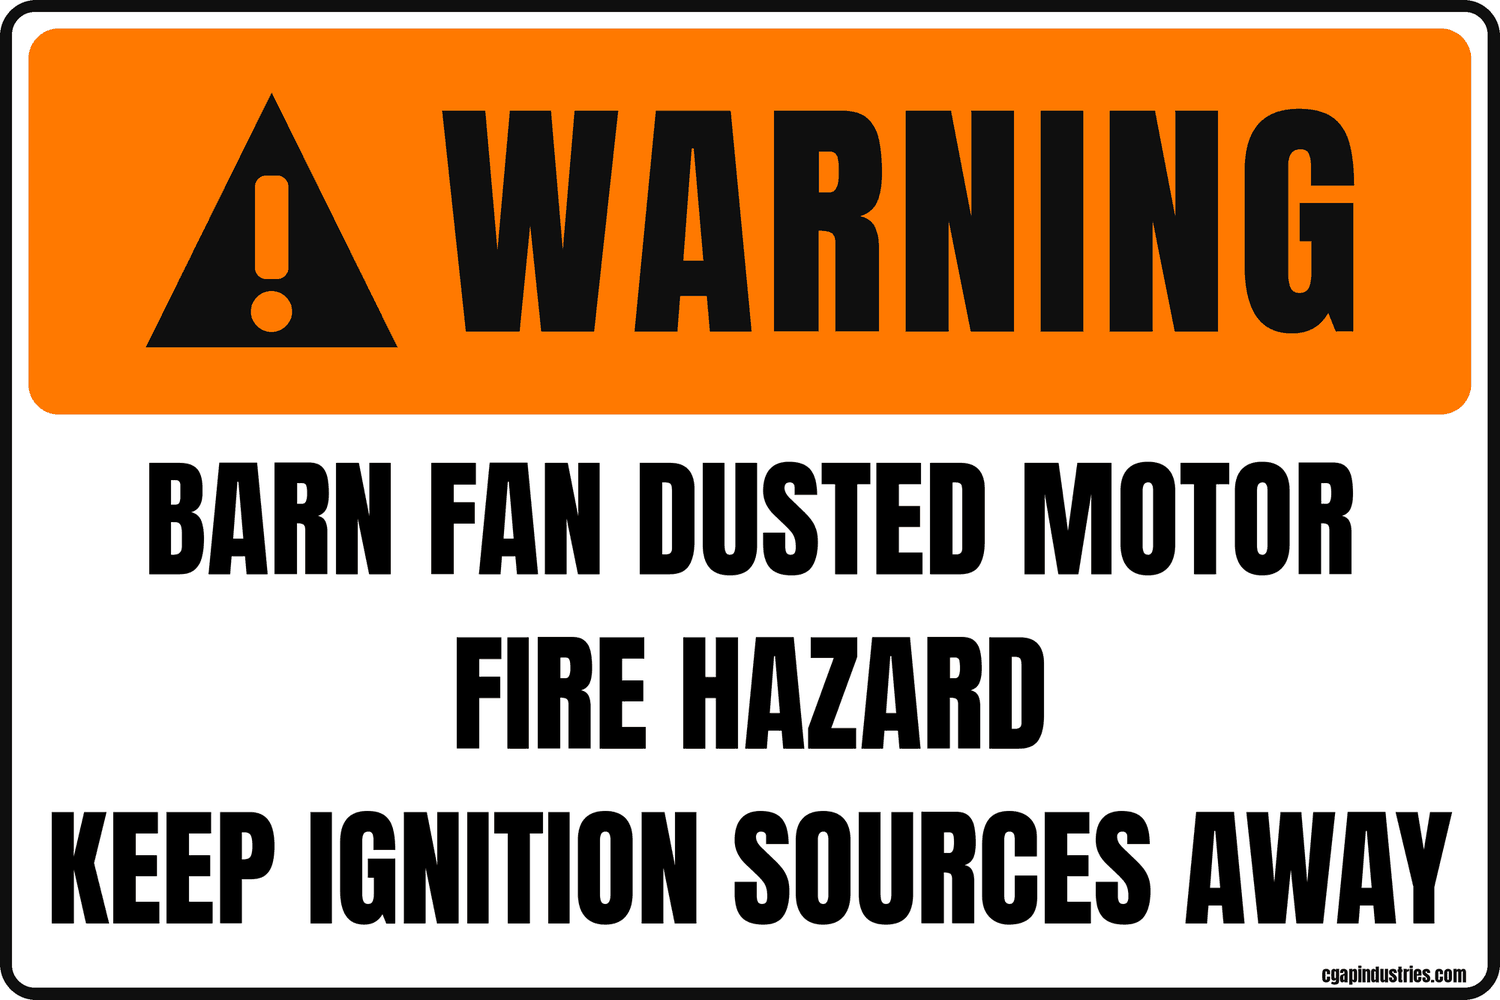 WARNING
BARN FAN DUSTED MOTOR
FIRE HAZARD
KEEP IGNITION SOURCES AWAY
cgapindustries.com